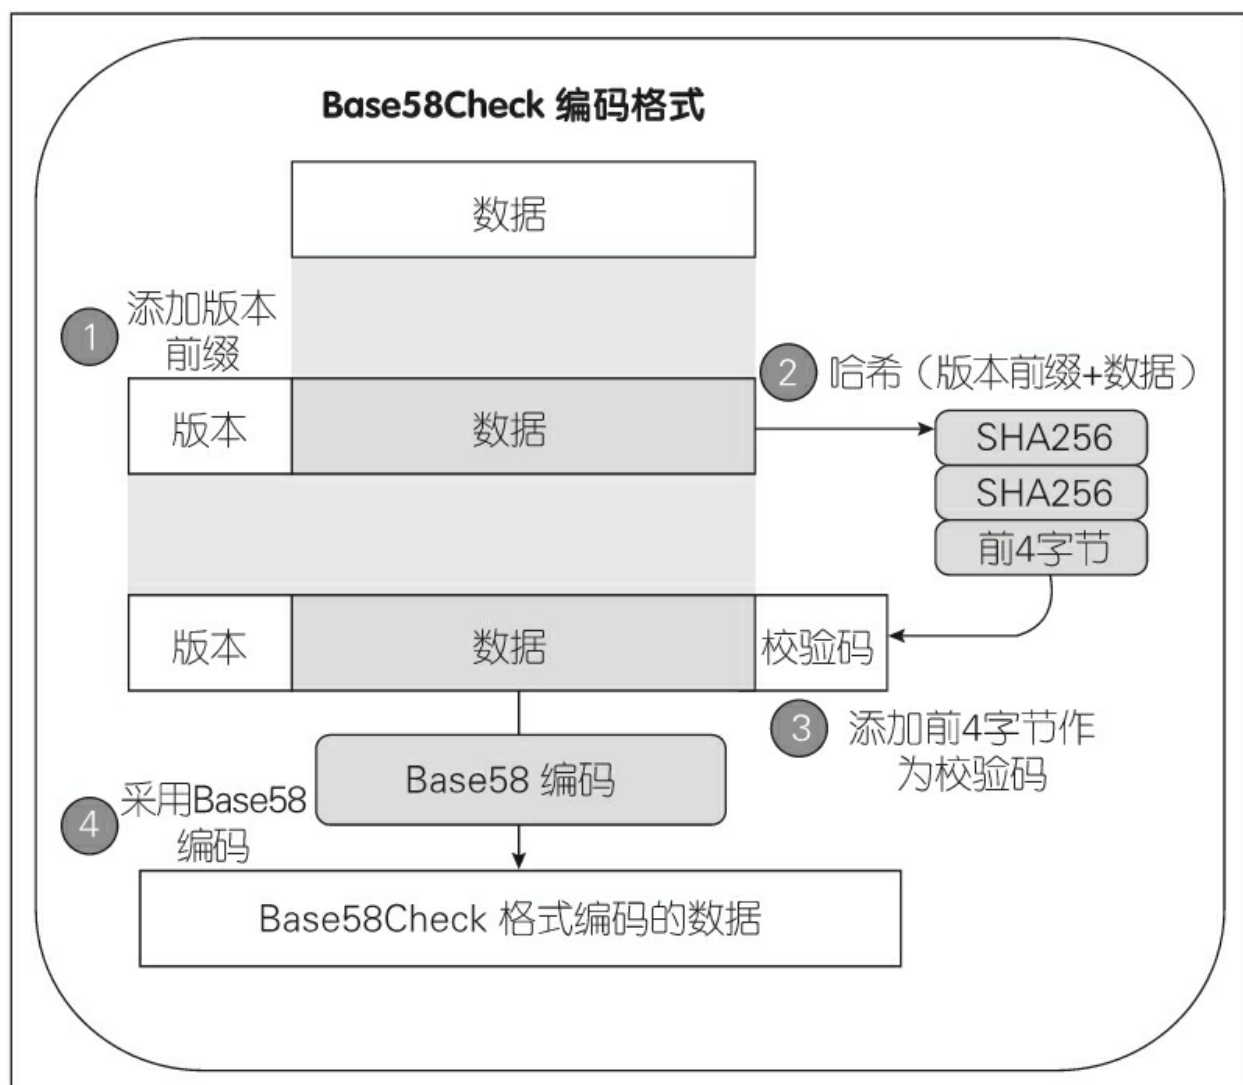 Base58Check 编码格式
数据
1 添加版本
前缀
2 哈希（版本前缀+数据）
版本 数据
SHA256
SHA256
前4字节
版本 数据 校验码
3 添加前4字节作
为校验码
Base58 编码
4 采用Base58
编码
Base58Check 格式编码的数据